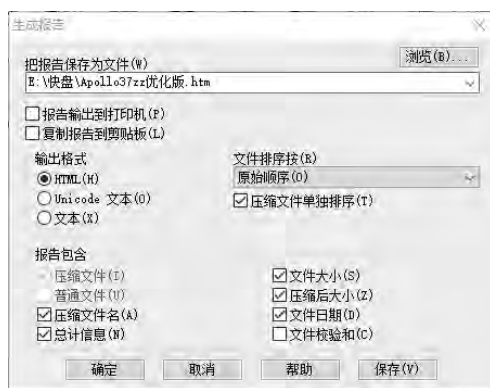 生成报告
把报告保存为文件(W)
浏览(B)...
E:\快盘\Apollo37zz优化版.htm
报告输出到打印机(P)
复制报告到剪贴板(L)
输出格式
HTML(H)
Unicode 文本(O)
文本(X)
文件排序按(R)
原始顺序(O)
压缩文件单独排序(T)
报告包含
压缩文件(I)
普通文件(U)
压缩文件名(A)
总计信息(N)
文件大小(S)
压缩后大小(Z)
文件日期(D)
文件校验和(C)
确定
取消
帮助
保存(V)